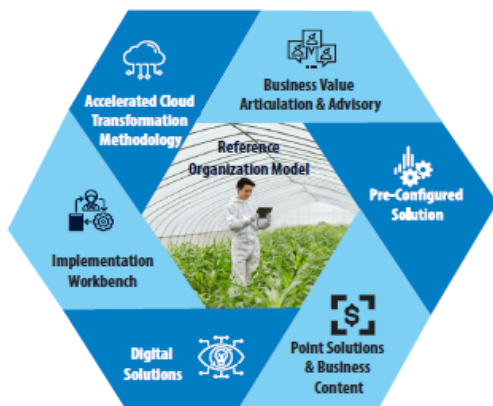 Accelerated Cloud
Transformation
Methodology
Business Value
Articulation & Advisory
Reference
Organization Model
Pre-Configured
Solution
Implementation
Workbench
Digital
Solutions
$
Point Solutions
& Business
Content